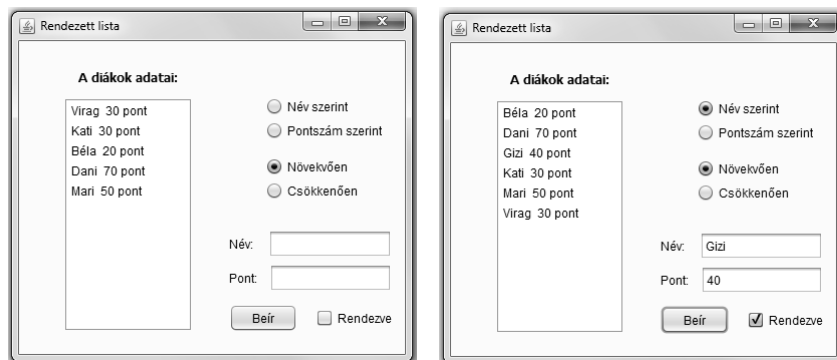 Rendezett lista
A diákok adatai:
Virag 30 pont
Kati 30 pont
Béla 20 pont
Dani 70 pont
Mari 50 pont
Név szerint
Pontszám szerint
Növekvően
Csökkenően
Név:
Pont:
Beír
Rendezve
Rendezett lista
A diákok adatai:
Béla 20 pont
Dani 70 pont
Gizi 40 pont
Kati 30 pont
Mari 50 pont
Virag 30 pont
Név szerint
Pontszám szerint
Növekvően
Csökkenően
Név: Gizi
Pont: 40
Beír
Rendezve